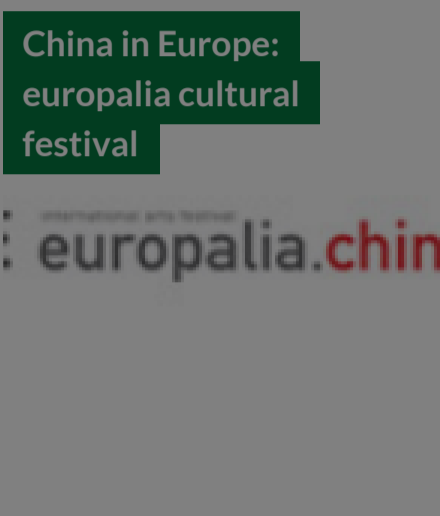 China in Europe:
europalia cultural
festival
international arts festival
europalia.chin